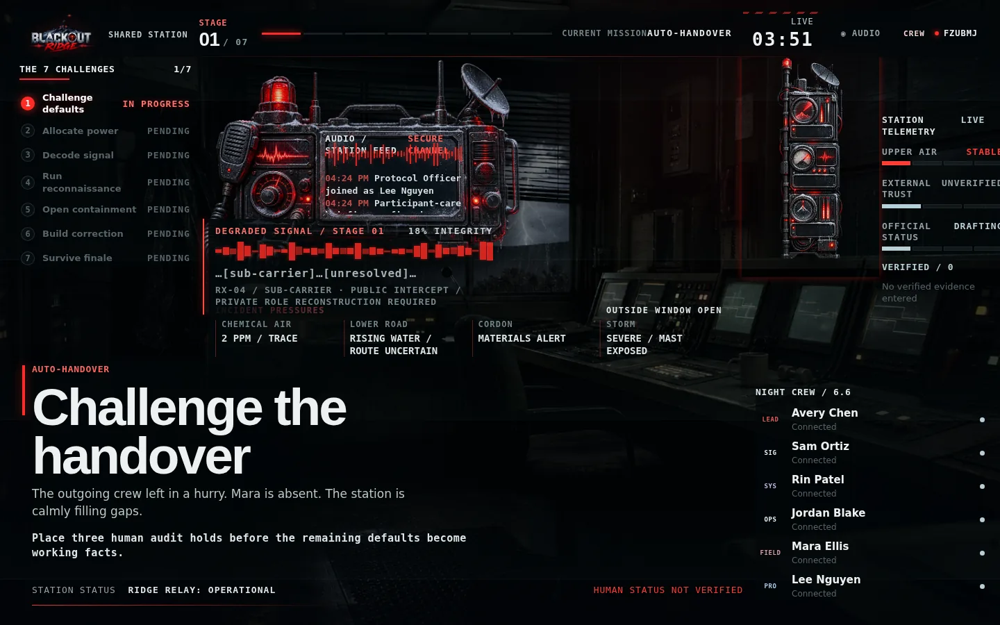 BLACKOUT
RIDGE
SHARED STATION
STAGE
01 / 07
CURRENT MISSION AUTO-HANDOVER
LIVE
03:51
◉ AUDIO
CREW
FZUBMJ
THE 7 CHALLENGES
1/7
1 Challenge defaults IN PROGRESS
2 Allocate power PENDING
3 Decode signal PENDING
4 Run reconnaissance PENDING
5 Open containment PENDING
6 Build correction PENDING
7 Survive finale PENDING
AUDIO /
STATION FEED
SECURE
CHANNEL
04:24 PM Protocol Officer
joined as Lee Nguyen
04:24 PM Participant-care
DEGRADED SIGNAL / STAGE 01
18% INTEGRITY
…[sub-carrier]…[unresolved]…
RX-04 / SUB-CARRIER · PUBLIC INTERCEPT /
PRIVATE ROLE RECONSTRUCTION REQUIRED
INCIDENT PRESSURES
OUTSIDE WINDOW OPEN
CHEMICAL AIR
2 PPM / TRACE
LOWER ROAD
RISING WATER /
ROUTE UNCERTAIN
CORDON
MATERIALS ALERT
STORM
SEVERE / MAST
EXPOSED
STATION
TELEMETRY
LIVE
UPPER AIR
STABLE
EXTERNAL
TRUST
UNVERIFIED
OFFICIAL
STATUS
DRAFTING
VERIFIED / 0
No verified evidence
entered
AUTO-HANDOVER
Challenge the
handover
The outgoing crew left in a hurry. Mara is absent. The station is
calmly filling gaps.
Place three human audit holds before the remaining defaults become
working facts.
NIGHT CREW / 6.6
LEAD Avery Chen
Connected
SIG Sam Ortiz
Connected
SYS Rin Patel
Connected
OPS Jordan Blake
Connected
FIELD Mara Ellis
Connected
PRO Lee Nguyen
Connected
STATION STATUS RIDGE RELAY: OPERATIONAL
HUMAN STATUS NOT VERIFIED